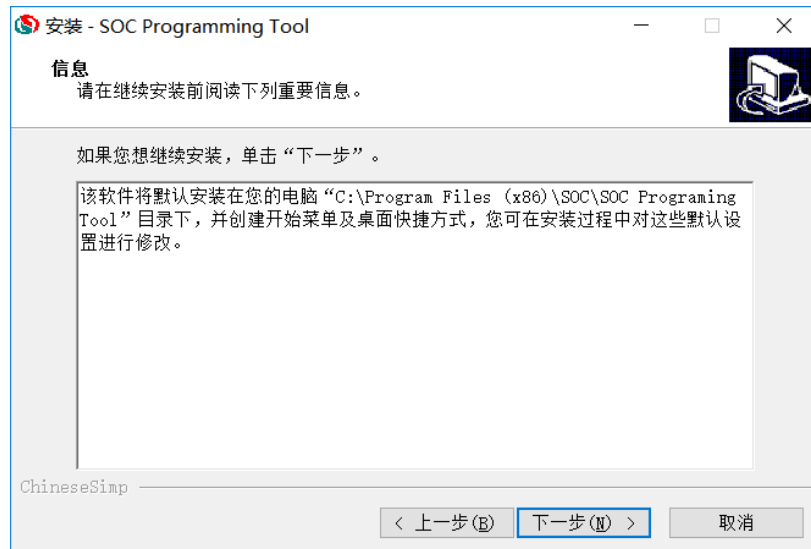 安装 - SOC Programming Tool
信息
请在继续安装前阅读下列重要信息。
如果您想继续安装，单击“下一步”。
该软件将默认安装在您的电脑“C:\Program Files (x86)\SOC\SOC Programing
Tool”目录下，并创建开始菜单及桌面快捷方式，您可在安装过程中对这些默认设
置进行修改。
ChineseSimp
< 上一步(B) 下一步(N) > 取消